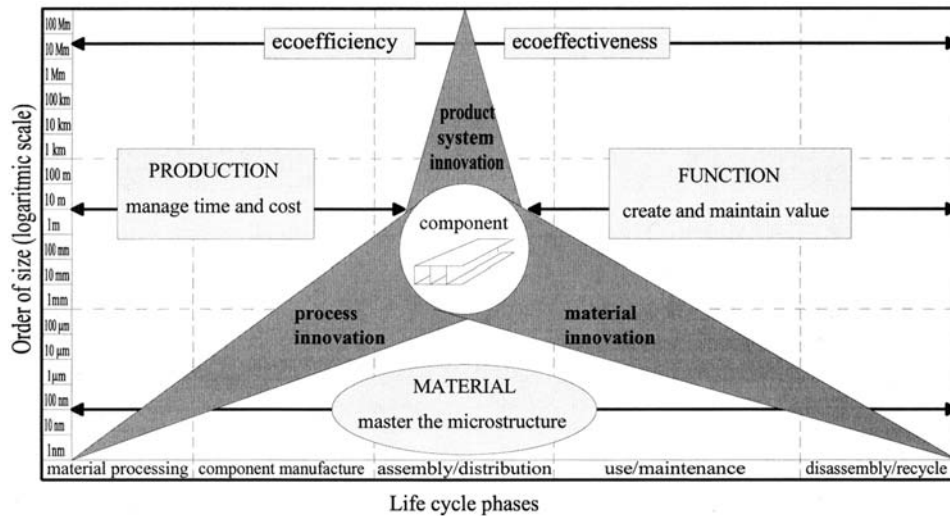 100 Mm
10 Mm
1 Mm
100 km
10 km
1 km
100 m
10 m
1 m
100 mm
10 mm
1 mm
100 µm
10 µm
1µm
100 nm
10 nm
1nm
Order of size (logaritmic scale)
ecoefficiency
ecoeffectiveness
product
system
innovation
PRODUCTION
manage time and cost
FUNCTION
create and maintain value
component
process
innovation
material
innovation
MATERIAL
master the microstructure
material processing
component manufacture
assembly/distribution
use/maintenance
disassembly/recycle
Life cycle phases